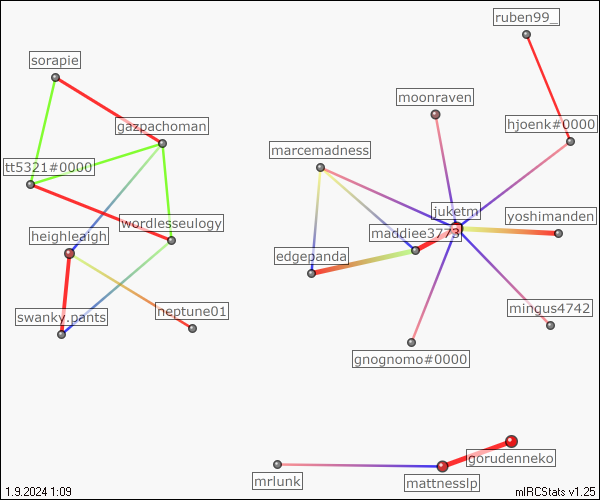 ruben99_
sorapie
moonraven
gazpachoman
hjoenk#0000
marcemadness
tt5321#0000
juketn
yoshimanden
wordlesseulogy
heighleaigh
maddiee3773
edgepanda
neptune01
mingus4742
swanky.pants
gnognomo#0000
gorudenneko
mrlunk
mattnesslp
1.9.2024 1:09
mIRCStats v1.25